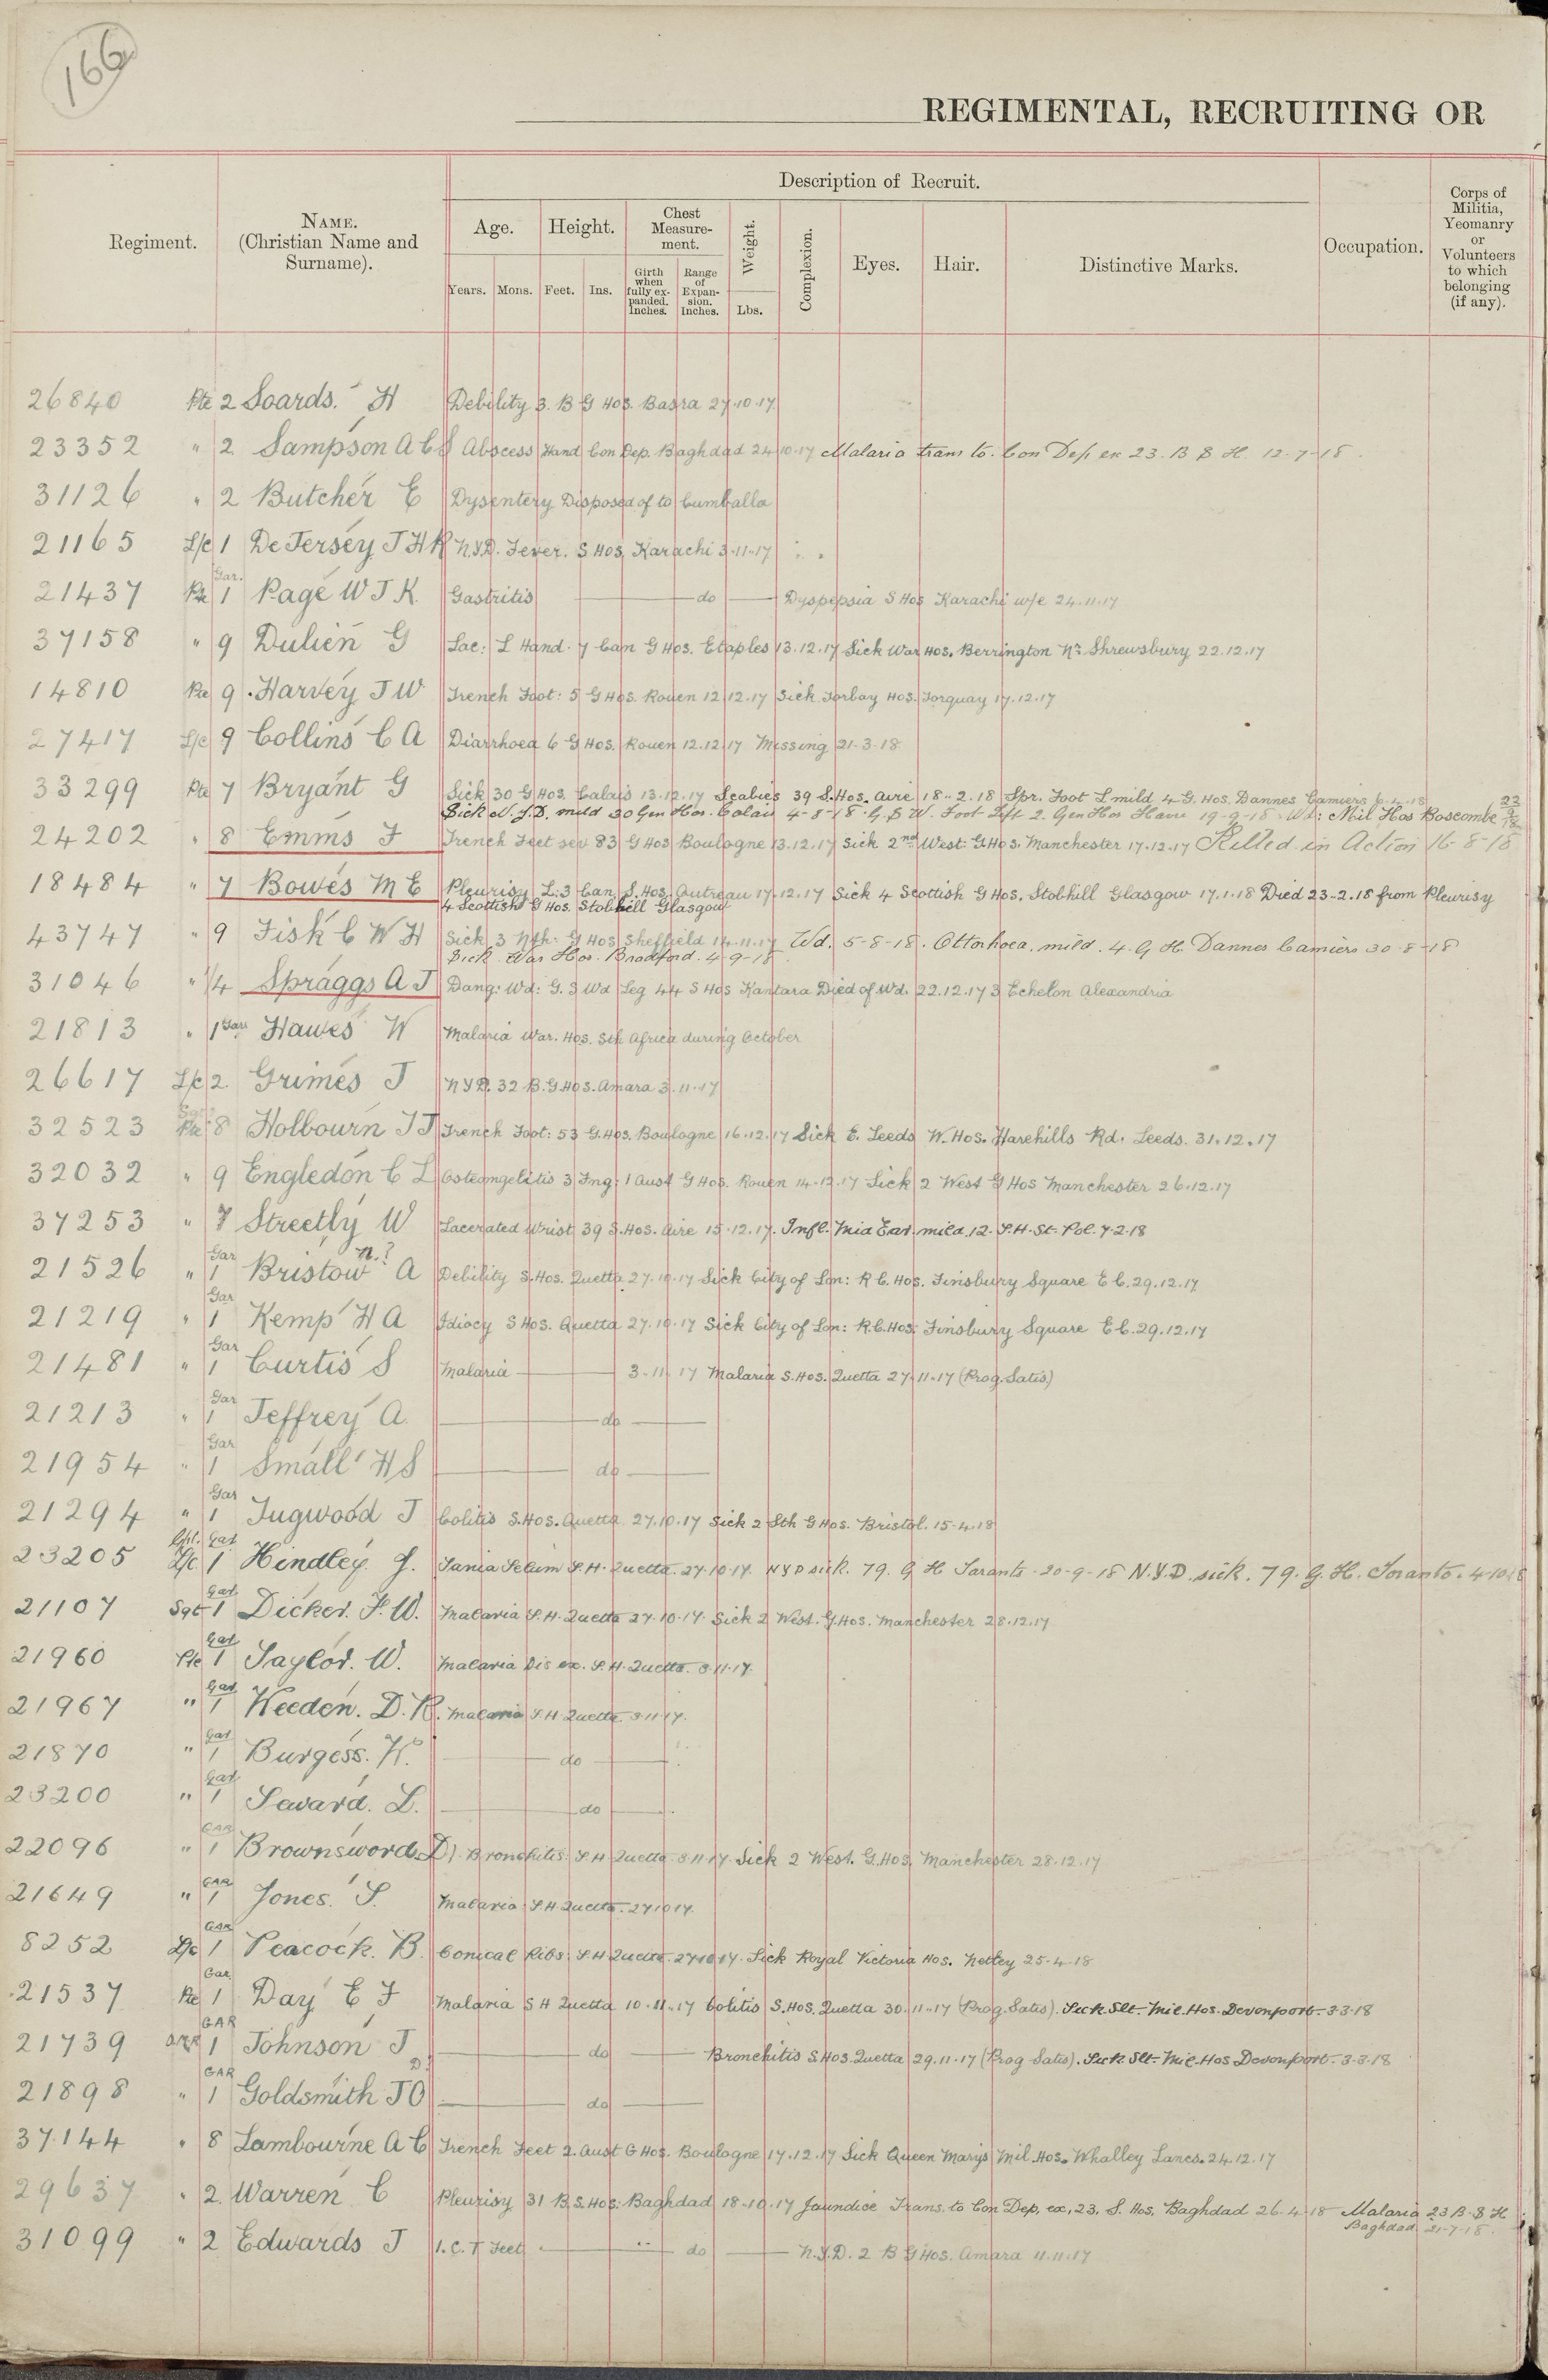 166
REGIMENTAL, RECRUITING OR
Regiment.
NAME.
(Christian Name and
Surname).
Description of Recruit.
Age.
Height.
Chest
Measure-
ment.
Weight.
Complexion.
Eyes.
Hair.
Distinctive Marks.
Occupation.
Corps of
Militia,
Yeomanry
or
Volunteers
to which
belonging
(if any).
Years.
Mons.
Feet.
Ins.
Girth
when
fully ex-
panded.
Inches.
Range
of
Expan-
sion.
Inches.
Lbs.
26840 Pte 2 Soards. H Debility 3. B G Hos. Basra 27.10.17
23352 " 2 Sampson A C S Abscess Hand Con Dep. Baghdad 24.10.17 Malaria trans to. Con Dep ex 23. B S H. 12-7-18.
31126 " 2 Butcher E Dysentery Disposed of to Cumballa
21165 L/c 1 De Jersey J H R N.Y.D. Fever. S Hos. Karachi 3-11-17
21437 Pte 1 Gar. Page W J K. Gastritis do Dyspepsia S Hos Karachi w/e 24.11.17
37158 " 9 Dulien G Lac: L Hand. 7 Can G Hos. Etaples 13.12.17 Sick War Hos. Berrington Nr. Shrewsbury 22.12.17
14810 Pte 9 Harvey J W Trench Foot: 5 G Hos. Rouen 12.12.17 Sick Torbay Hos. Torquay 17.12.17
27417 L/c 9 Collins C A Diarrhoea 6 G Hos. Rouen 12.12.17 Missing 21-3-18
33299 Pte 7 Bryant G Sick 30 G Hos. Calais 13.12.17 Scabies 39 S. Hos. Aire 18-2.18 Spr. Foot L mild 4 G. Hos. Dannes Camiers 6-4-18
Sick N.Y.D. mild 30 Gen Hos. Calais 4-8-18. G.S W. Foot Left 2. Gen Hos Havre 19-9-18. Wd: Mil Hos Boscombe 22/9/18
24202 " 8 Emms F Trench Feet sev 83 G Hos Boulogne 13.12.17 Sick 2nd West: G Hos. Manchester 17.12.17 Killed in Action 16-8-18
18484 " 7 Bowes M E Pleurisy L: 3 Can S. Hos. Autreau 17.12.17 Sick 4 Scottish G Hos. Stobhill Glasgow 17.1.18 Died 23-2.18 from Pleurisy
4 Scottish G Hos. Stobhill Glasgow
43747 " 9 Fisk C W H Sick 3 Nth: G Hos Sheffield 14.11.17 Wd. 5-8-18. Ottorhoea. mild. 4. G H. Dannes Camiers 30-8-18
Sick War Hos. Bradford. 4-9-18
31046 " 1/4 Spraggs A J Dang: Wd: G. S Wd Leg 44 S Hos Kantara Died of Wd. 22.12.17 3 Echelon Alexandria
21813 " 1 Gar Hawes W Malaria War. Hos. Sth Africa during October
26617 L/c 2 Grimes J N Y D. 32 B. G. Hos. Amara 3.11.17
32523 Pte 8 Holbourn J J Trench Foot: 53 G. Hos. Boulogne 16.12.17 Sick E. Leeds W. Hos. Harehills Rd. Leeds. 31.12.17
32032 " 9 Engledon C L Osteomyelitis 3 Fng: 1 Aust G Hos. Rouen 14.12.17 Sick 2 West G Hos Manchester 26.12.17
37253 " 7 Streetly W Lacerated Wrist 39 S. Hos. Aire 15.12.17. Infl. Mid Ear. mild. 12. S.H. St. Pol. 7-2-18
21526 " 1 Gar Bristow n.? A Debility S. Hos. Quetta 27.10.17 Sick City of Lon: R C. Hos. Finsbury Square E C. 29.12.17
21219 " 1 Gar Kemp H A Idiocy S Hos. Quetta 27.10.17 Sick City of Lon: R.C. Hos: Finsbury Square E C. 29.12.17
21481 " 1 Gar Curtis S Malaria 3-11-17 Malaria S. Hos. Quetta 27.11.17 (Prog. Satis)
21213 " 1 Gar Jeffrey A. do
21954 " 1 Gar Small H S do
21294 " 1 Gar Tugwood J Colitis S. Hos. Quetta 27.10.17 Sick 2 Sth G Hos. Bristol. 15-4-18
23205 Cpl. L/c 1 Gar Hindley. J. Tania Selium S.H. Quetta. 27.10.17. N Y D sick. 79. G H Taranto. 20-9-18 N.Y.D. sick. 79. G. H. Toranto. 4-10-18
21107 Sgt 1 Gar Dicker. F. W. Malaria S.H. Quetta 27.10.17. Sick 2 West. G. Hos. Manchester 28.12.17
21960 Pte 1 Gar Taylor. W. Malaria Dis ex. S.H. Quetta. 3.11.17.
21967 " 1 Gar Weeden. D. R. Malaria S.H. Quetta 3.11.17.
21870 " 1 Gar Burgess. W. do
23200 " 1 Gar Seward. L. do
22096 " 1 GAR Brownsword. D. Bronchitis. S H Quetta 3.11.17. Sick 2 West. G. Hos. Manchester 28.12.17
21649 " 1 GAR Jones. S. Malaria. S H Quetta. 27.10.17.
8252 L/c 1 GAR Peacock. B. Conical Ribs. S H Quetta. 27.10.17. Sick Royal Victoria Hos. Netley 25-4-18
21537 Pte 1 Gar Day E F Malaria S H Quetta 10.11.17 Colitis S. Hos. Quetta 30.11.17 (Prog. Satis). Sick Slt. Mil. Hos. Devonport. 3-3-18
21739 1 GAR Johnson J do Bronchitis S. Hos. Quetta 29.11.17 (Prog Satis). Sick Slt. Mil. Hos Devonport. 3-3-18
21898 " 1 GAR Goldsmith J O D. do
37144 " 8 Lambourne A C Trench Feet 2. Aust G Hos. Boulogne 17.12.17 Sick Queen Marys Mil. Hos. Whalley Lancs. 24.12.17
29637 " 2 Warren C Pleurisy 31 B. S. Hos: Baghdad 18.10.17 Jaundice Trans. to Con Dep. ex. 23. S. Hos. Baghdad 26-4-18 Malaria 23 B. S H
Baghdad 21-7-18.
31099 " 2 Edwards J I. C. T Feet do N.Y.D. 2 B G Hos. Amara 11.11.17